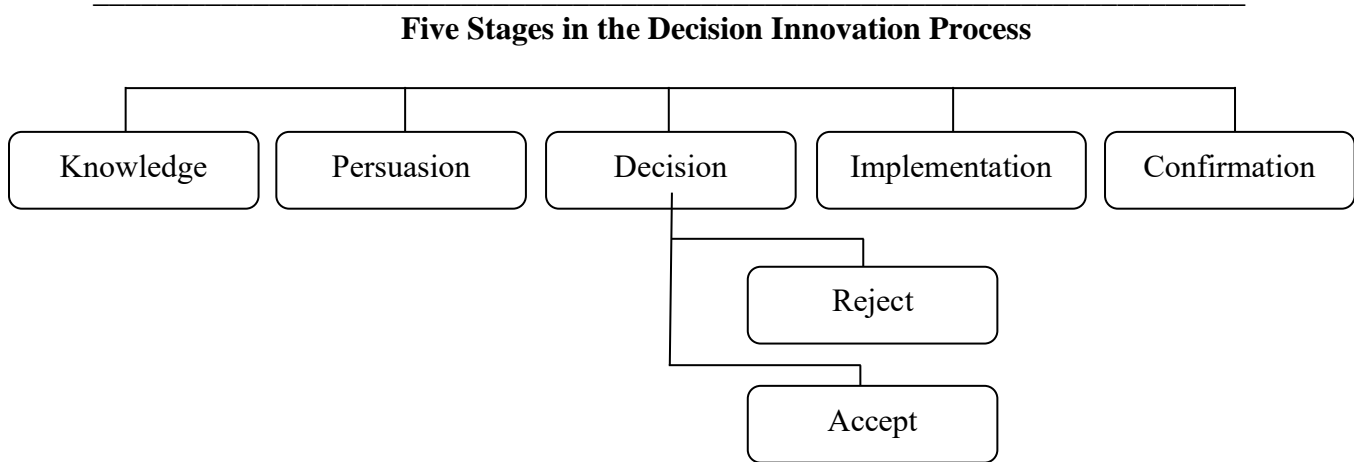 Five Stages in the Decision Innovation Process
Knowledge
Persuasion
Decision
Implementation
Confirmation
Reject
Accept